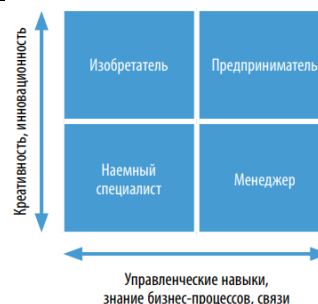 Креативность, инновационность
Изобретатель
Предприниматель
Наемный
специалист
Менеджер
Управленческие навыки,
знание бизнес-процессов, связи